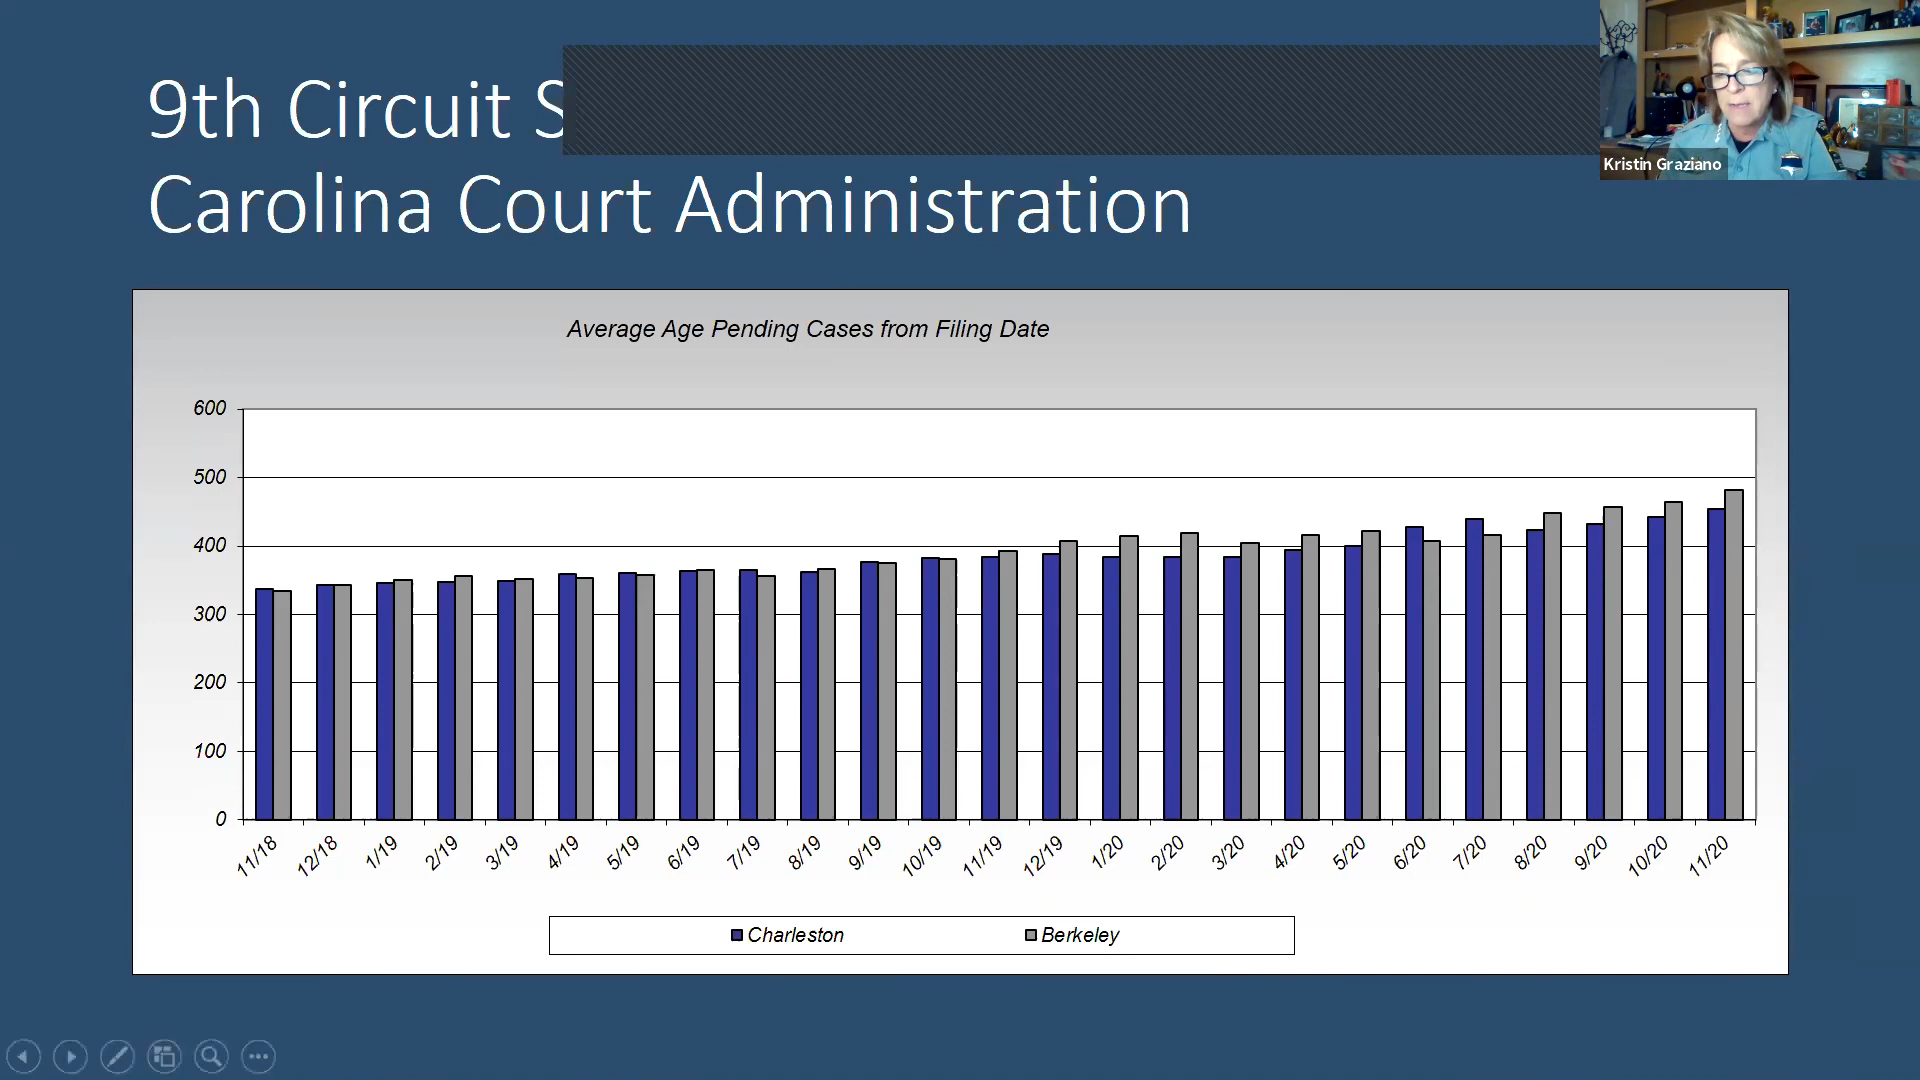 9th Circuit S
Carolina Court Administration
Kristin Graziano
Average Age Pending Cases from Filing Date
600
500
400
300
200
100
0
11/18 12/18 1/19 2/19 3/19 4/19 5/19 6/19 7/19 8/19 9/19 10/19 11/19 12/19 1/20 2/20 3/20 4/20 5/20 6/20 7/20 8/20 9/20 10/20 11/20
Charleston Berkeley